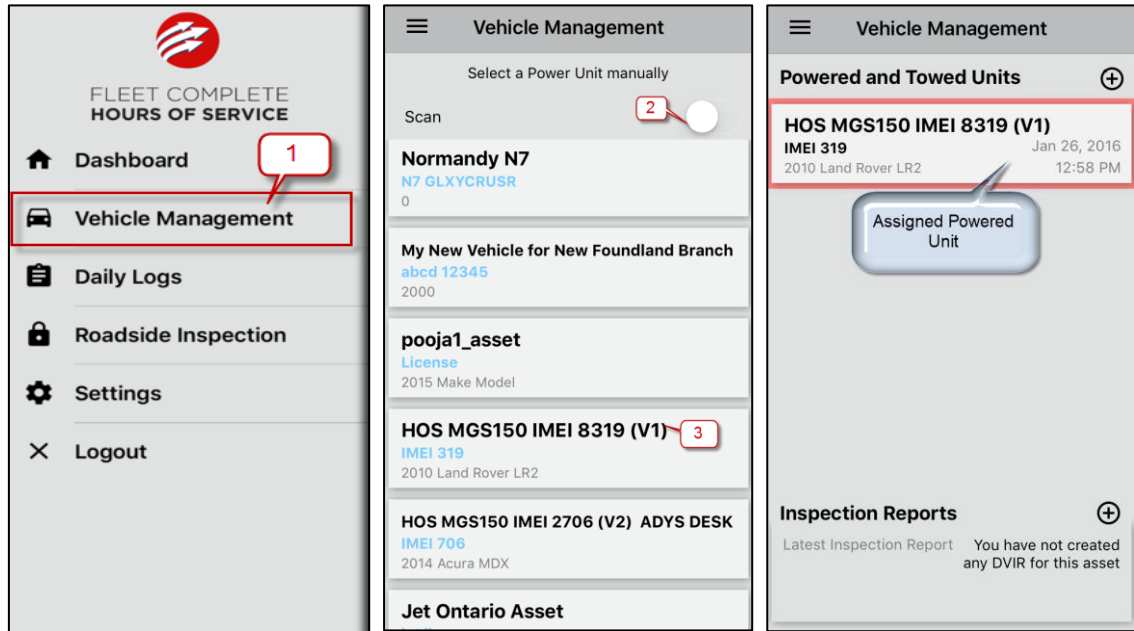 FLEET COMPLETE
HOURS OF SERVICE
Dashboard
1
Vehicle Management
Daily Logs
Roadside Inspection
Settings
Logout
Vehicle Management
Select a Power Unit manually
Scan
2
Normandy N7
N7 GLXYCRUSR
0
My New Vehicle for New Foundland Branch
abcd 12345
2000
pooja1_asset
License
2015 Make Model
HOS MGS150 IMEI 8319 (V1)
3
IMEI 319
2010 Land Rover LR2
HOS MGS150 IMEI 2706 (V2) ADYS DESK
IMEI 706
2014 Acura MDX
Jet Ontario Asset
Vehicle Management
Powered and Towed Units
HOS MGS150 IMEI 8319 (V1)
IMEI 319 Jan 26, 2016
2010 Land Rover LR2 12:58 PM
Assigned Powered
Unit
Inspection Reports
Latest Inspection Report You have not created
any DVIR for this asset